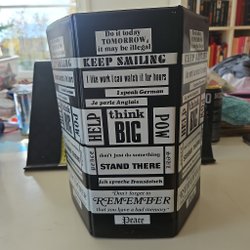 Do it today
TOMORROW,
it may be illegal
KEEP SMILING
I like work I can watch it for hours
I speak German
Je parle Anglais
HELP
think
BIG
POW
PEACE
don't just do something
STAND THERE
Ich spreche Französisch
"Don't forget to
REMEMBER
that you have a bad memory"
Peace